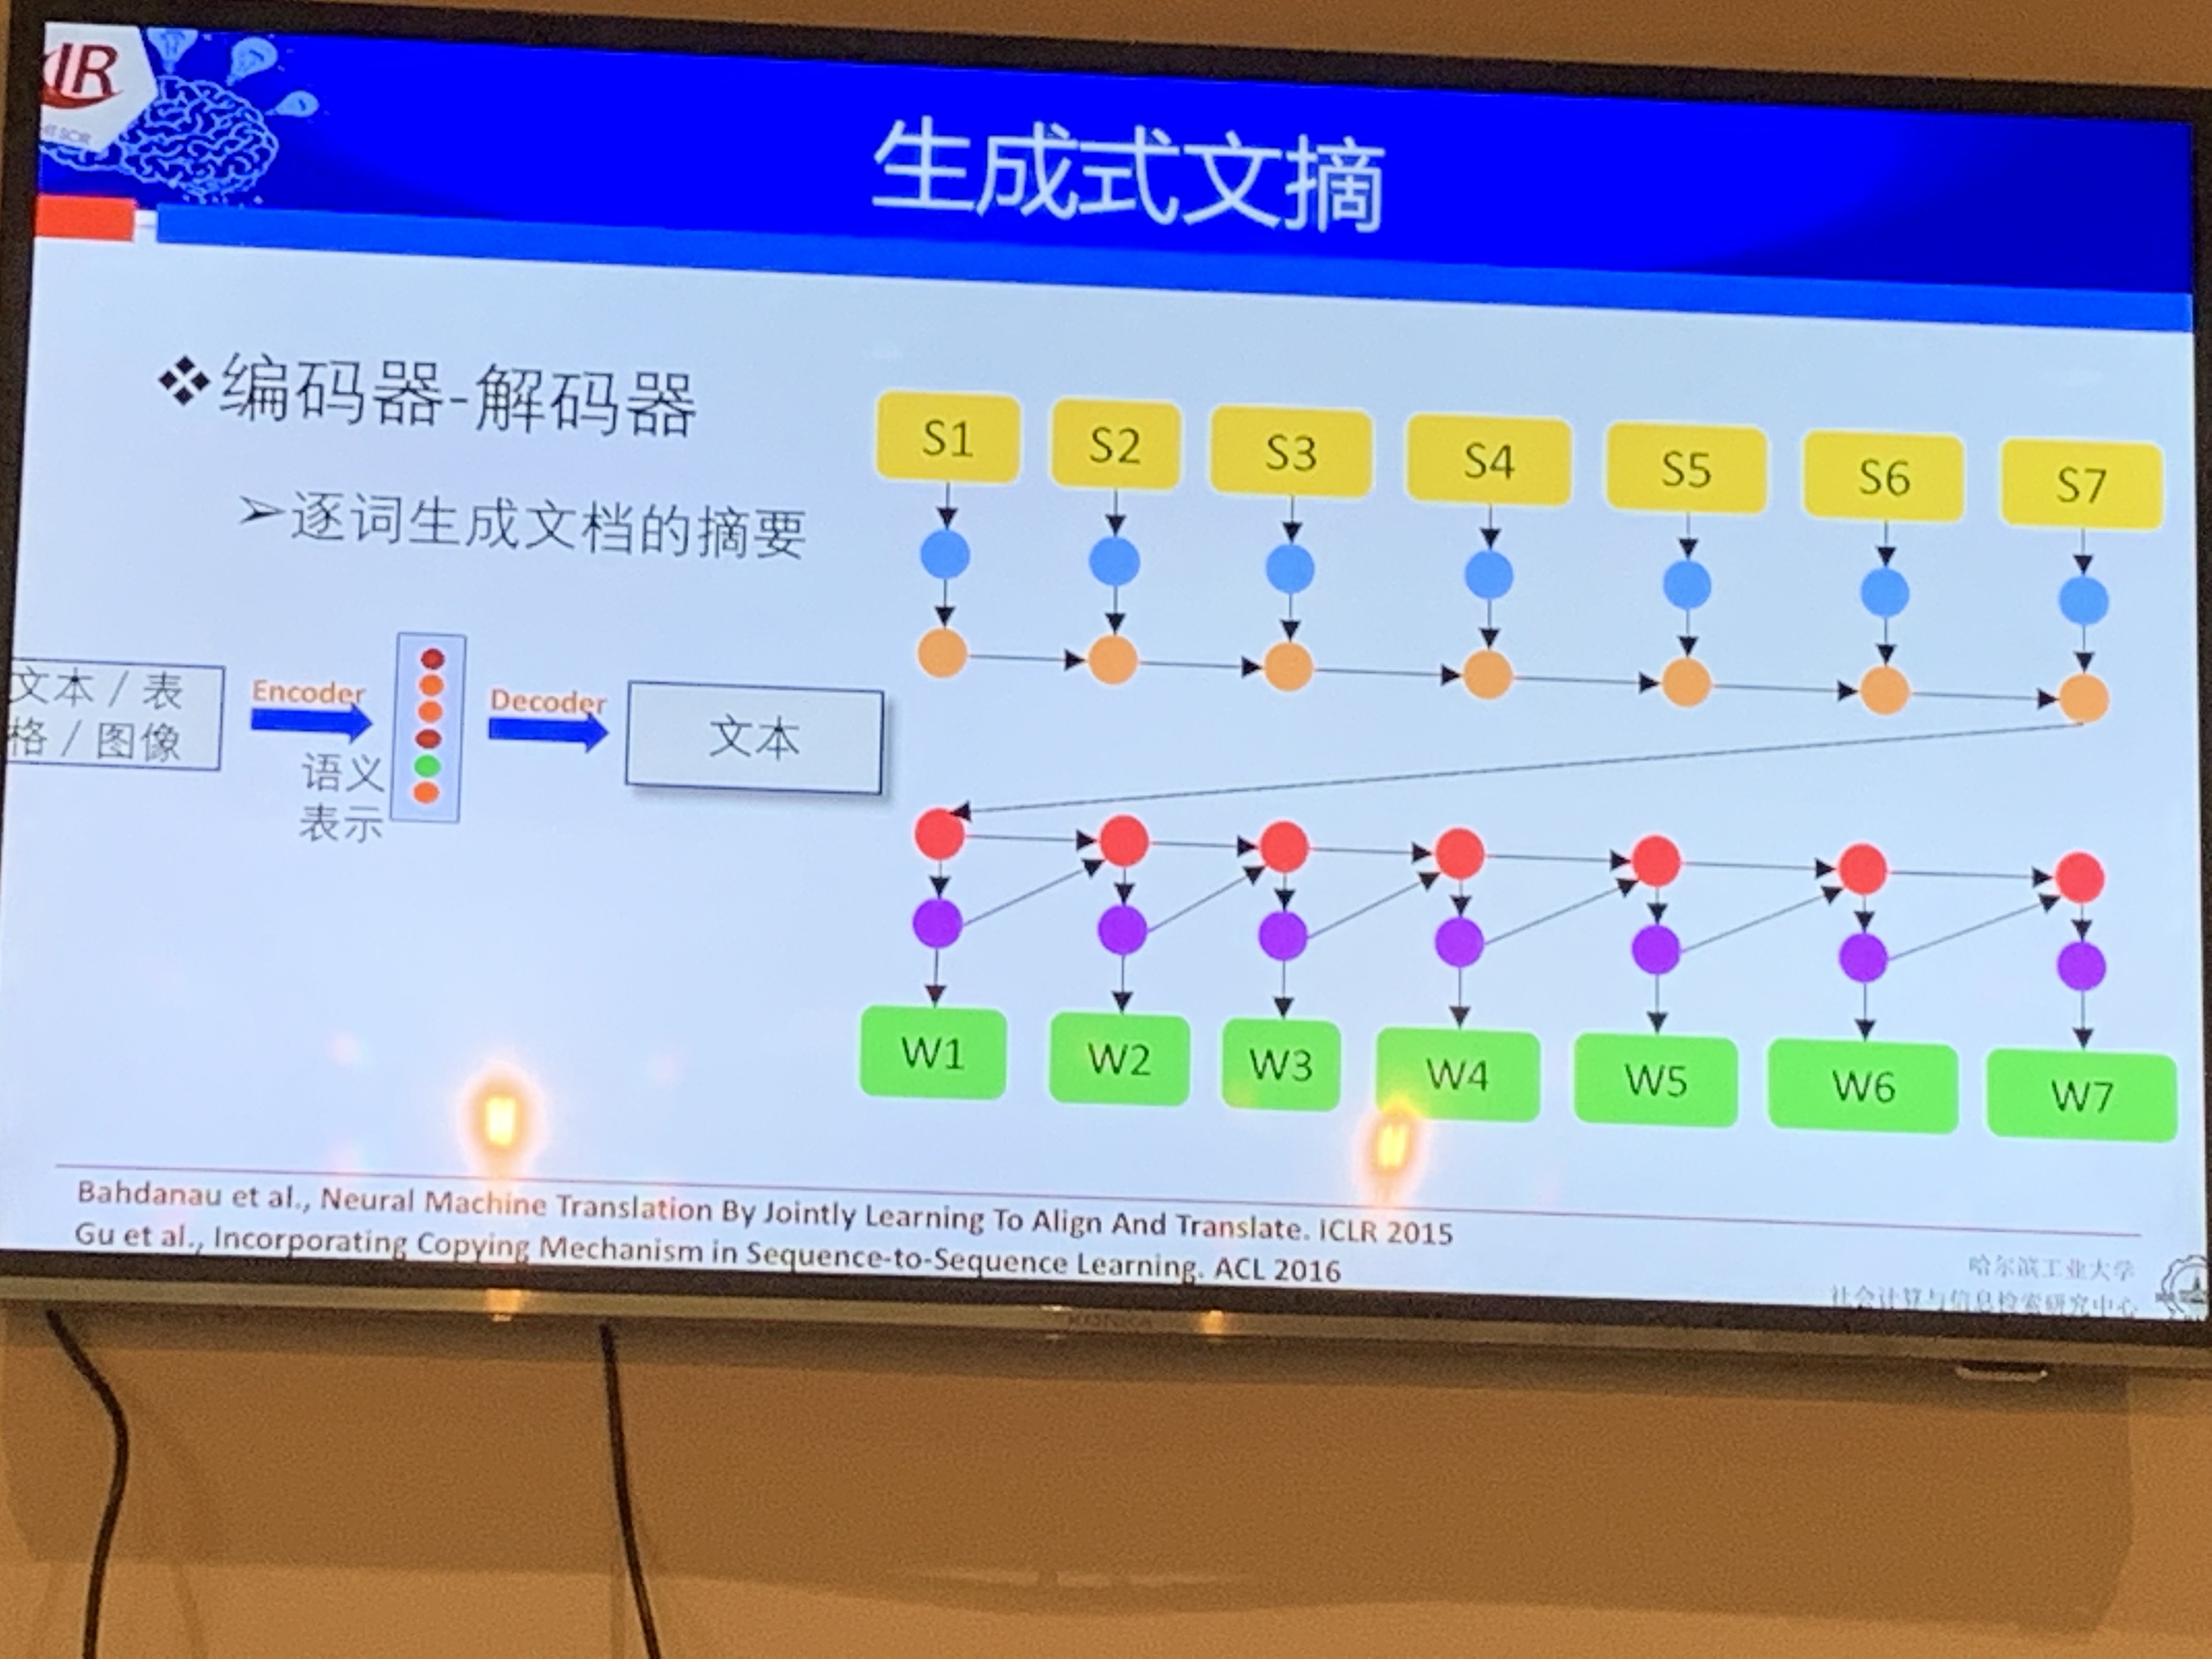 IR
HIT SCIR
生成式文摘
❖编码器-解码器
➢逐词生成文档的摘要
文本 / 表
格 / 图像
Encoder
语义
表示
Decoder
文本
S1 S2 S3 S4 S5 S6 S7
W1 W2 W3 W4 W5 W6 W7
Bahdanau et al., Neural Machine Translation By Jointly Learning To Align And Translate. ICLR 2015
Gu et al., Incorporating Copying Mechanism in Sequence-to-Sequence Learning. ACL 2016
哈尔滨工业大学
社会计算与信息检索研究中心
KONKA